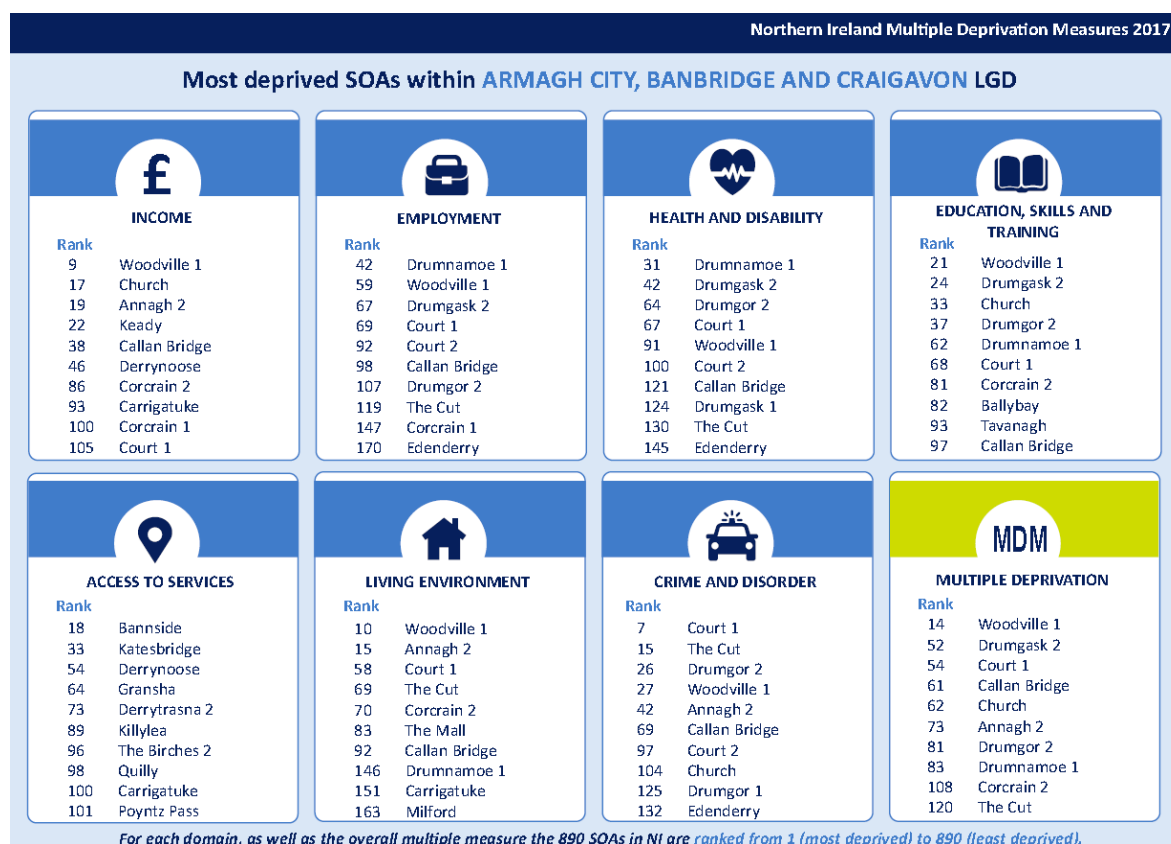 Northern Ireland Multiple Deprivation Measures 2017
Most deprived SOAs within ARMAGH CITY, BANBRIDGE AND CRAIGAVON LGD
£
INCOME
Rank
9 Woodville 1
17 Church
19 Annagh 2
22 Keady
38 Callan Bridge
46 Derrynoose
86 Corcrain 2
93 Carrigatuke
100 Corcrain 1
105 Court 1
EMPLOYMENT
Rank
42 Drumnamoe 1
59 Woodville 1
67 Drumgask 2
69 Court 1
92 Court 2
98 Callan Bridge
107 Drumgor 2
119 The Cut
147 Corcrain 1
170 Edenderry
HEALTH AND DISABILITY
Rank
31 Drumnamoe 1
42 Drumgask 2
64 Drumgor 2
67 Court 1
91 Woodville 1
100 Court 2
121 Callan Bridge
124 Drumgask 1
130 The Cut
145 Edenderry
EDUCATION, SKILLS AND
TRAINING
Rank
21 Woodville 1
24 Drumgask 2
33 Church
37 Drumgor 2
62 Drumnamoe 1
68 Court 1
81 Corcrain 2
82 Ballybay
93 Tavanagh
97 Callan Bridge
ACCESS TO SERVICES
Rank
18 Bannside
33 Katesbridge
54 Derrynoose
64 Gransha
73 Derrytrasna 2
89 Killylea
96 The Birches 2
98 Quilly
100 Carrigatuke
101 Poyntz Pass
LIVING ENVIRONMENT
Rank
10 Woodville 1
15 Annagh 2
58 Court 1
69 The Cut
70 Corcrain 2
83 The Mall
92 Callan Bridge
146 Drumnamoe 1
151 Carrigatuke
163 Milford
CRIME AND DISORDER
Rank
7 Court 1
15 The Cut
26 Drumgor 2
27 Woodville 1
42 Annagh 2
69 Callan Bridge
97 Court 2
104 Church
125 Drumgor 1
132 Edenderry
MDM
MULTIPLE DEPRIVATION
Rank
14 Woodville 1
52 Drumgask 2
54 Court 1
61 Callan Bridge
62 Church
73 Annagh 2
81 Drumgor 2
83 Drumnamoe 1
108 Corcrain 2
120 The Cut
For each domain, as well as the overall multiple measure the 890 SOAs in NI are ranked from 1 (most deprived) to 890 (least deprived).